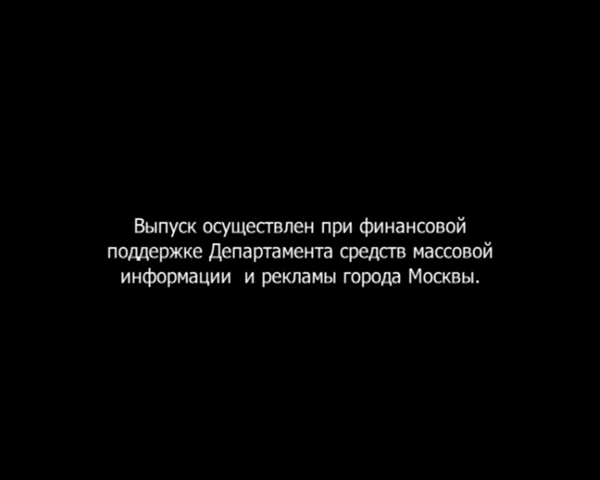 Выпуск осуществлен при финансовой
поддержке Департамента средств массовой
информации  и рекламы города Москвы.